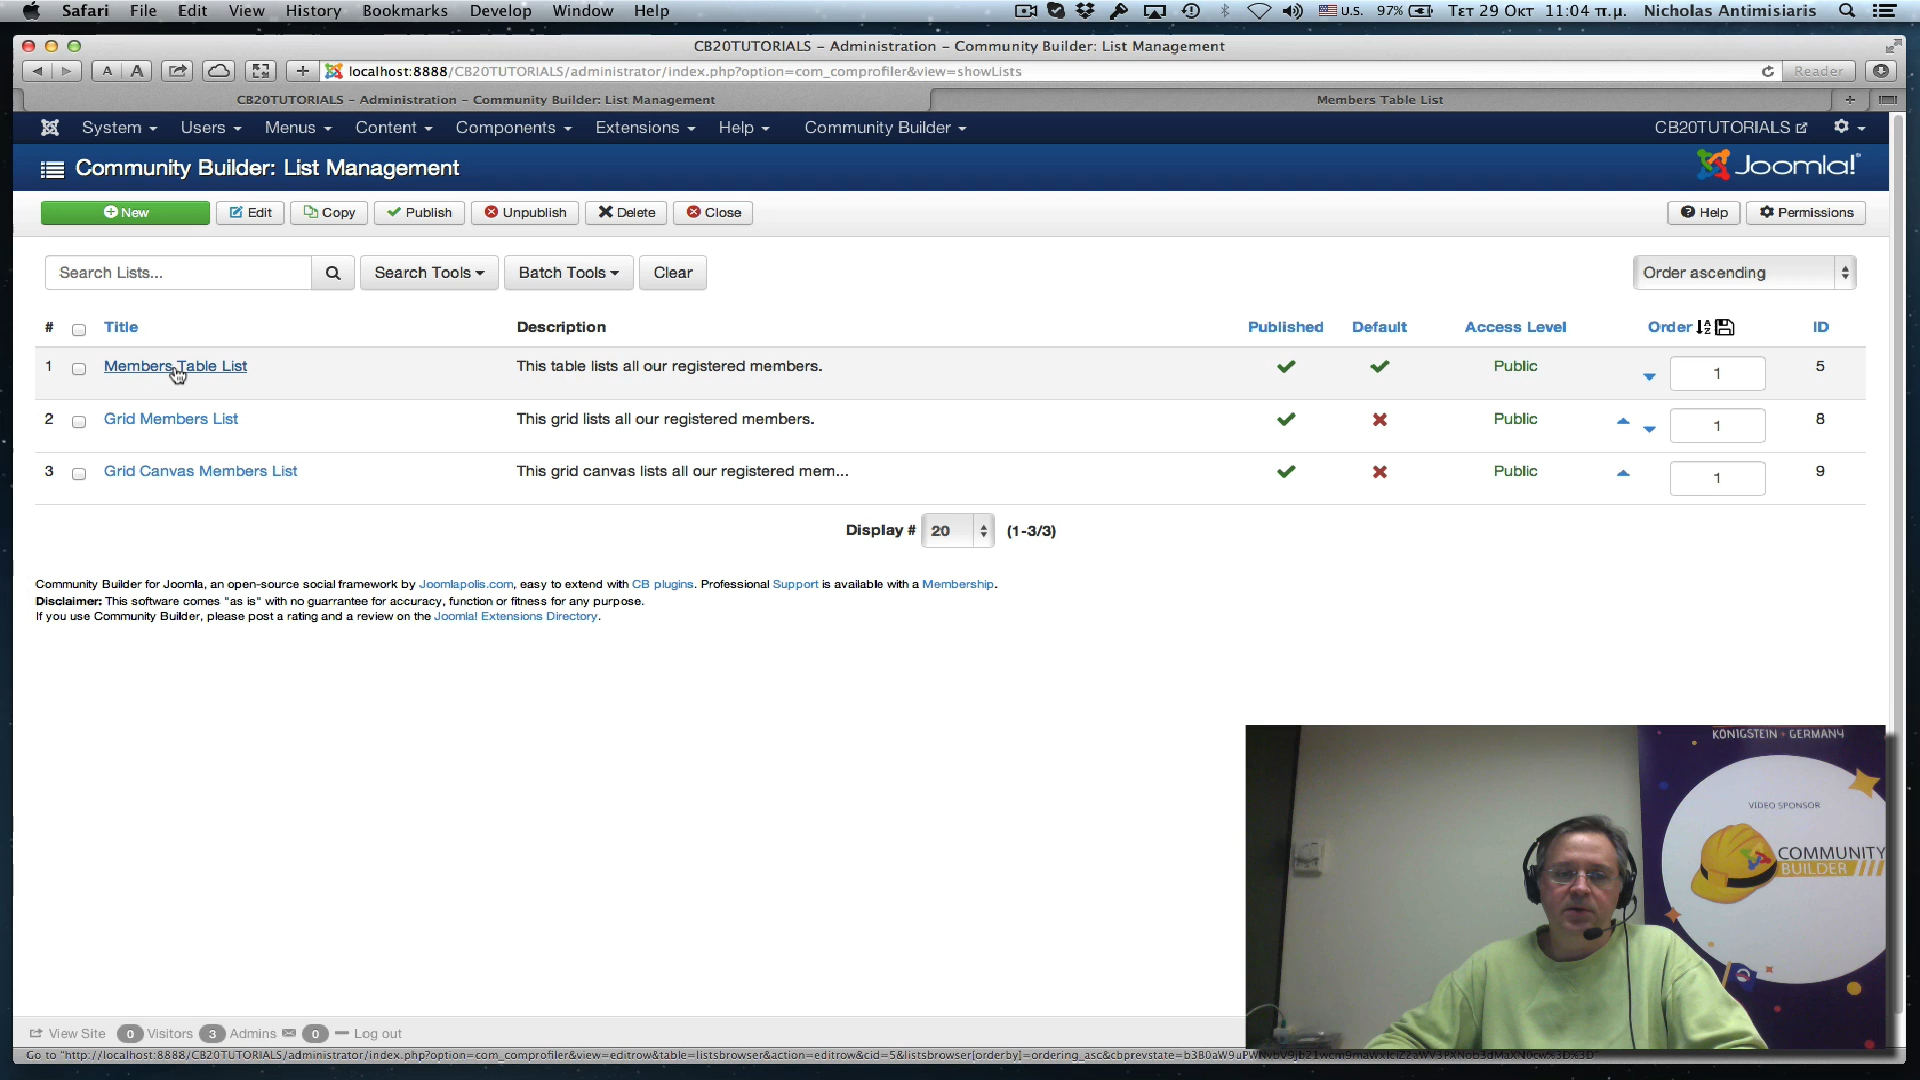 Safari File Edit View History Bookmarks Develop Window Help U.S. 97% Τετ 29 Οκτ 11:04 π.μ. Nicholas Antimisiaris
CB20TUTORIALS – Administration – Community Builder: List Management
A A + localhost:8888/CB20TUTORIALS/administrator/index.php?option=com_comprofiler&view=showLists Reader
CB20TUTORIALS – Administration – Community Builder: List Management Members Table List +
System Users Menus Content Components Extensions Help Community Builder CB20TUTORIALS
Community Builder: List Management Joomla!
New Edit Copy Publish Unpublish Delete Close Help Permissions
Search Lists... Search Tools Batch Tools Clear Order ascending
# Title Description Published Default Access Level Order ID
1 Members Table List This table lists all our registered members. Public 1 5
2 Grid Members List This grid lists all our registered members. Public 1 8
3 Grid Canvas Members List This grid canvas lists all our registered mem... Public 1 9
Display # 20 (1-3/3)
Community Builder for Joomla, an open-source social framework by Joomlapolis.com, easy to extend with CB plugins. Professional Support is available with a Membership.
Disclaimer: This software comes "as is" with no guarrantee for accuracy, function or fitness for any purpose.
If you use Community Builder, please post a rating and a review on the Joomla! Extensions Directory.
KÖNIGSTEIN • GERMANY
VIDEO SPONSOR
COMMUNITY
BUILDER
View Site 0 Visitors 3 Admins 0 Log out